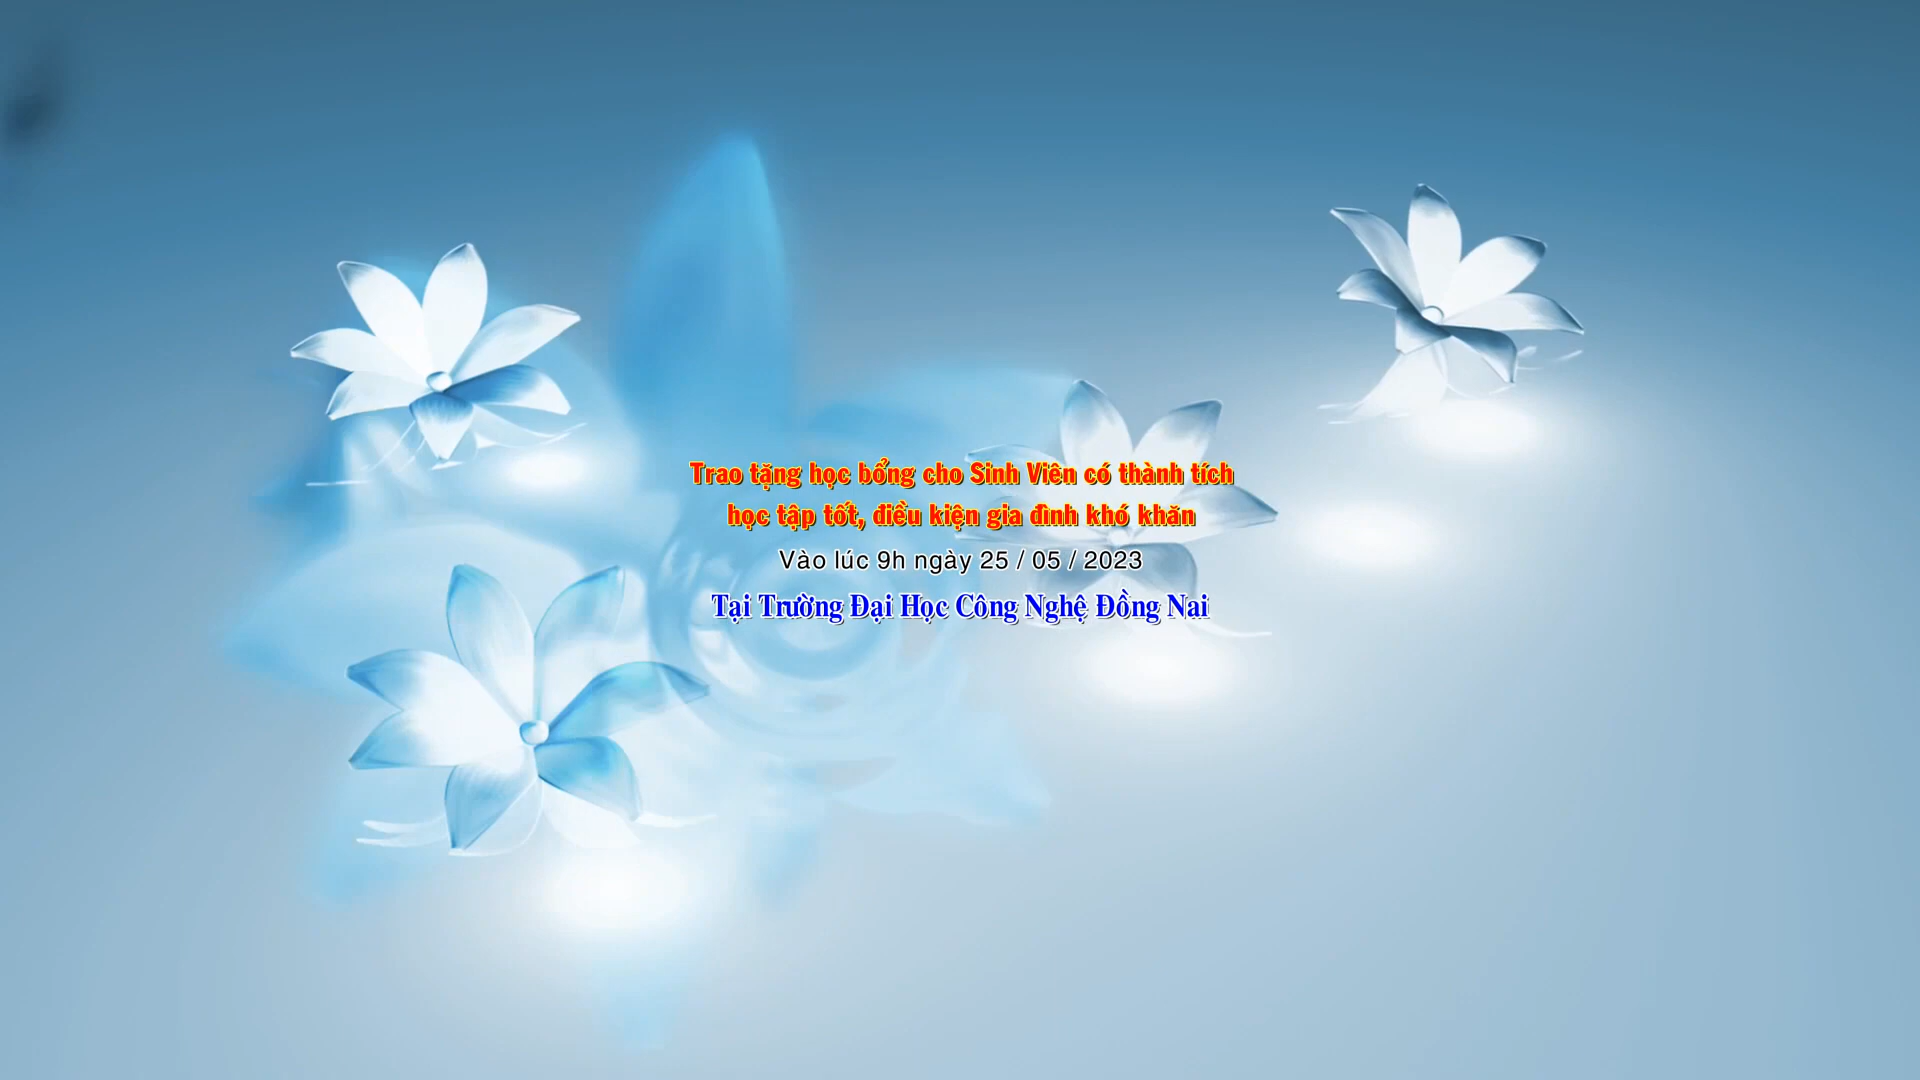 Trao tặng học bổng cho Sinh Viên có thành tích
học tập tốt, điều kiện gia đình khó khăn
Vào lúc 9h ngày 25 / 05 / 2023
Tại Trường Đại Học Công Nghệ Đồng Nai